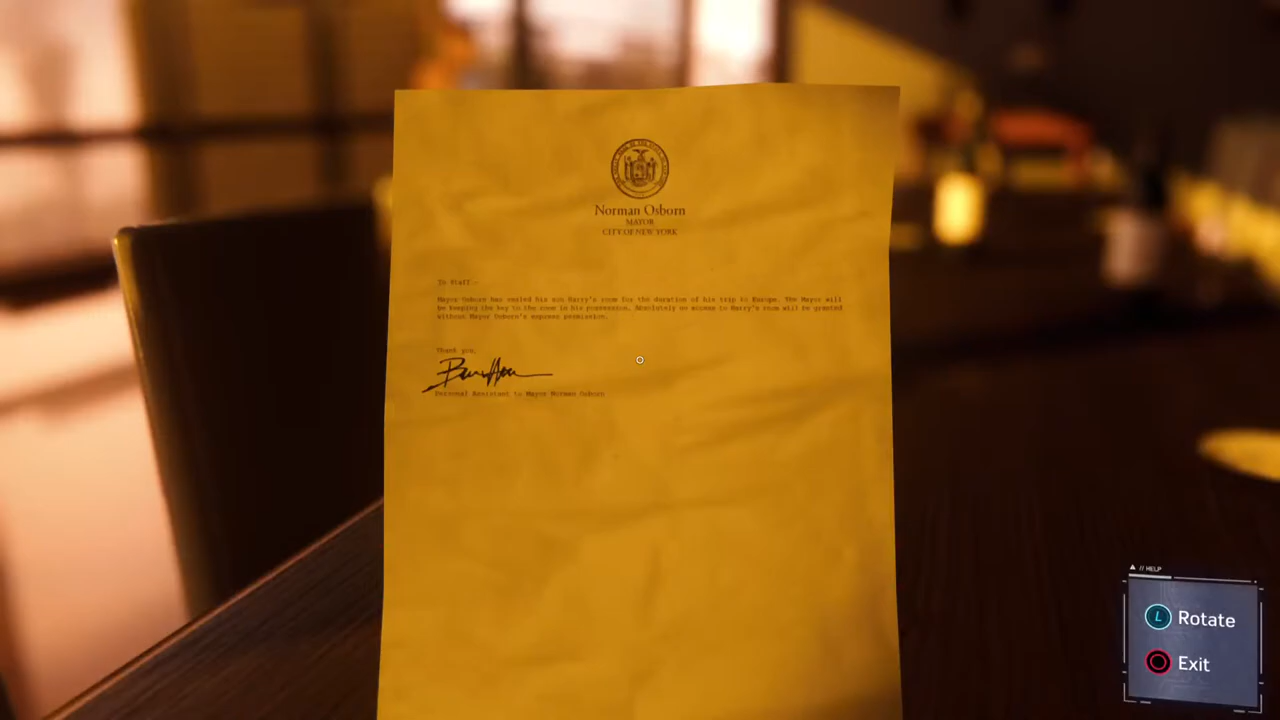 Norman Osborn
MAYOR
CITY OF NEW YORK
To Staff-
Mayor Osborn has sealed his son Harry's room for the duration of his trip to Europe. The Mayor will
be keeping the key to the room in his possession. Absolutely no access to Harry's room will be granted
without Mayor Osborn's express permission.
Thank you,
Personal Assistant to Mayor Norman Osborn
// HELP
L Rotate
Exit